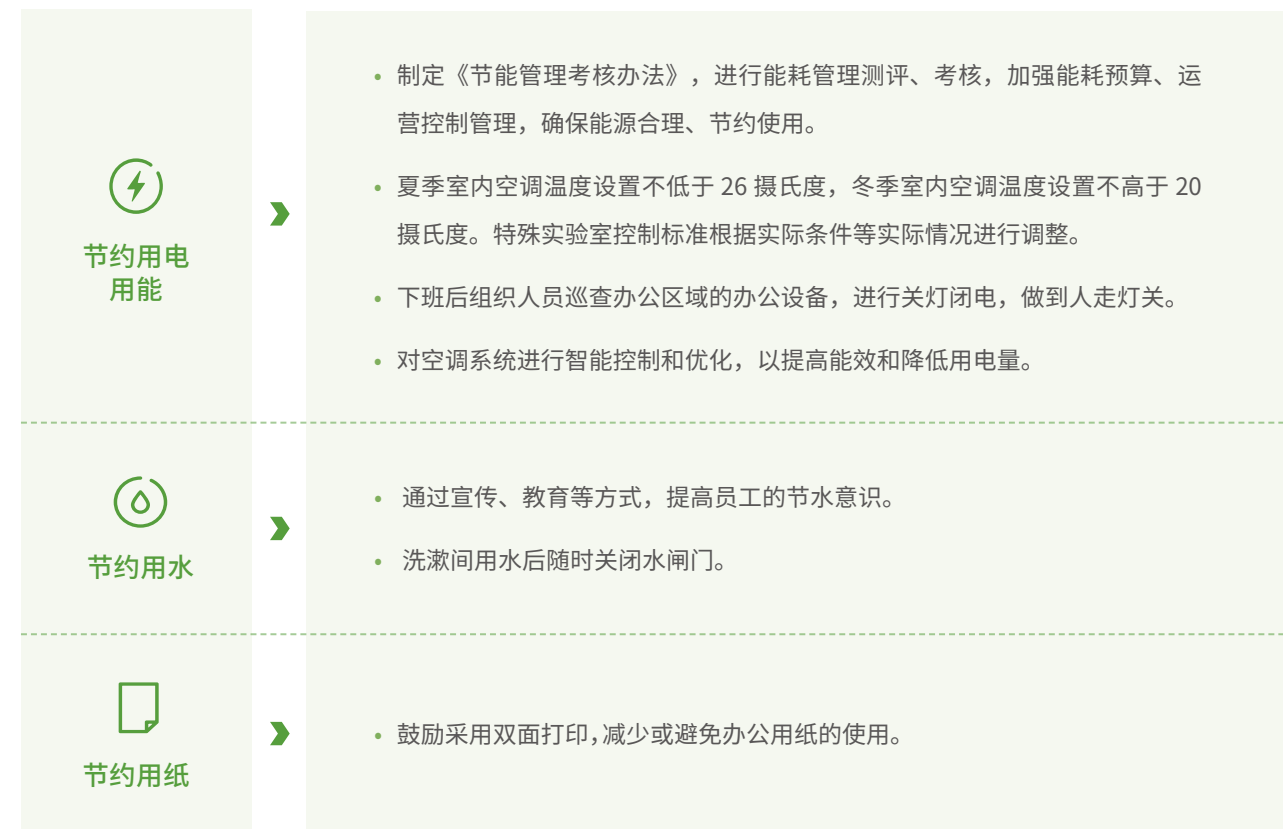 节约用电
用能
• 制定《节能管理考核办法》，进行能耗管理测评、考核，加强能耗预算、运
营控制管理，确保能源合理、节约使用。
• 夏季室内空调温度设置不低于 26 摄氏度，冬季室内空调温度设置不高于 20
摄氏度。特殊实验室控制标准根据实际条件等实际情况进行调整。
• 下班后组织人员巡查办公区域的办公设备，进行关灯闭电，做到人走灯关。
• 对空调系统进行智能控制和优化，以提高能效和降低用电量。
节约用水
• 通过宣传、教育等方式，提高员工的节水意识。
• 洗漱间用水后随时关闭水闸门。
节约用纸
• 鼓励采用双面打印，减少或避免办公用纸的使用。